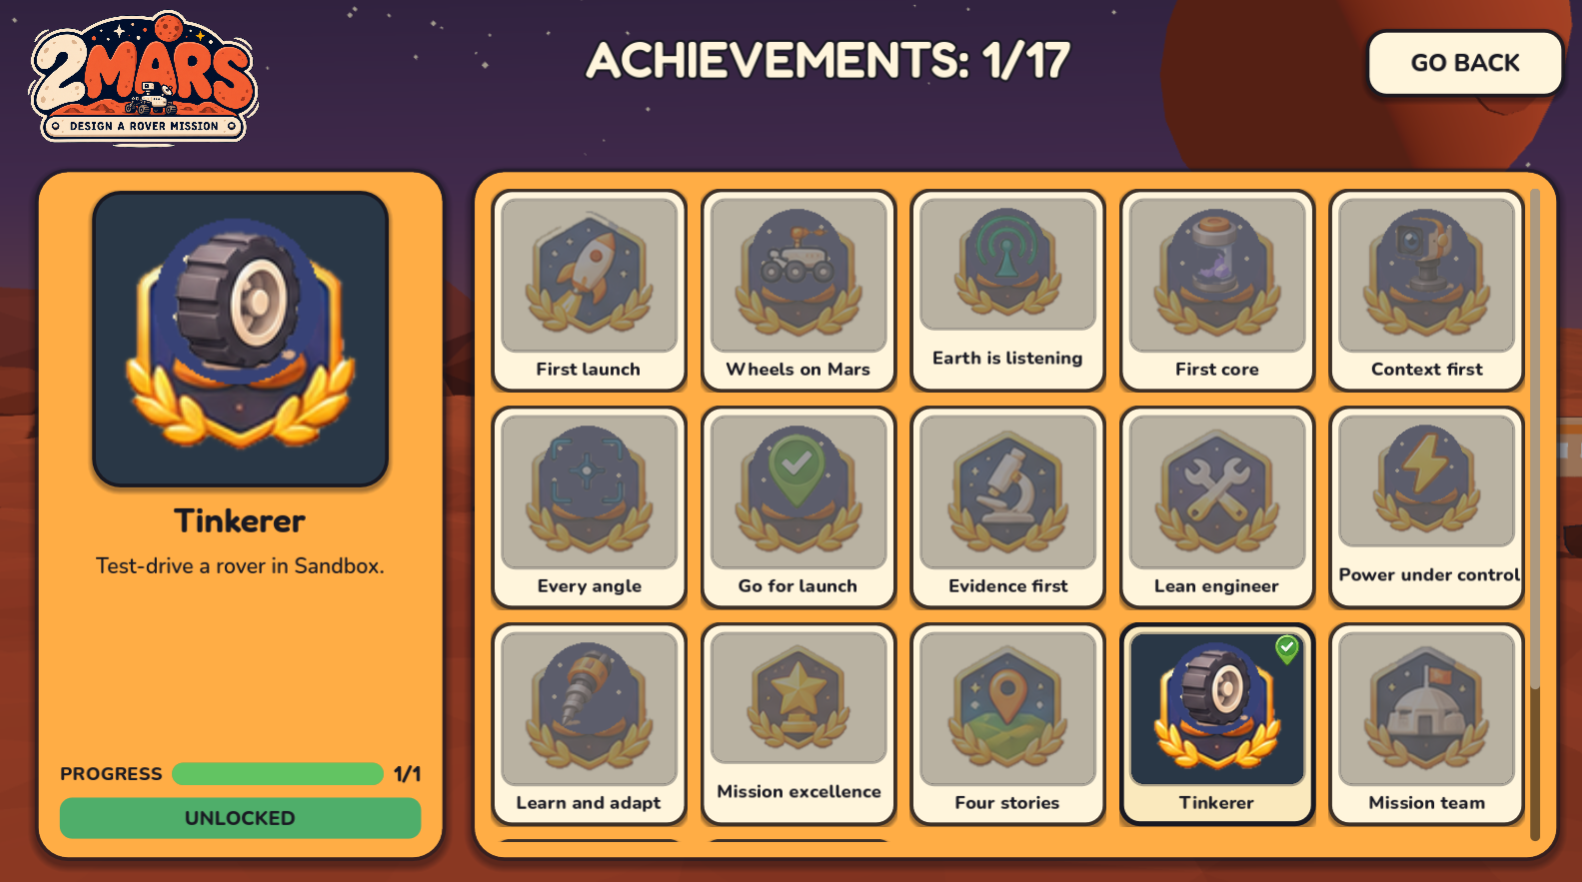 2MARS
DESIGN A ROVER MISSION
ACHIEVEMENTS: 1/17
GO BACK
Tinkerer
Test-drive a rover in Sandbox.
PROGRESS 1/1
UNLOCKED
First launch
Wheels on Mars
Earth is listening
First core
Context first
Every angle
Go for launch
Evidence first
Lean engineer
Power under control
Learn and adapt
Mission excellence
Four stories
Tinkerer
Mission team